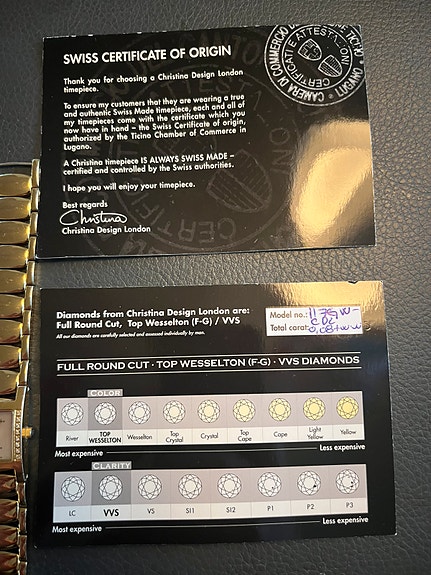 SWISS CERTIFICATE OF ORIGIN
Thank you for choosing a Christina Design London
timepiece.
To ensure my customers that they are wearing a true
and authentic Swiss Made timepiece, each and all of
my timepieces come with the certificate which you
now have in hand – the Swiss Certificate of origin,
authorized by the Ticino Chamber of Commerce in
Lugano.
A Christina timepiece IS ALWAYS SWISS MADE –
certified and controlled by the Swiss authorities.
I hope you will enjoy your timepiece.
Best regards
Christina
Christina Design London
CAMERA DI COMMERCIO
CERTIFICATI E ATTESTAZIONI
Diamonds from Christina Design London are:
Full Round Cut, Top Wesselton (F-G) / VVS
All our diamonds are carefully selected and assessed individually by man.
Model no.:
Total carat:
FULL ROUND CUT · TOP WESSELTON (F-G) · VVS DIAMONDS
COLOR
River TOP WESSELTON Wesselton Top Crystal Crystal Top Cape Cape Light Yellow Yellow
Most expensive Less expensive
CLARITY
LC VVS VS SI1 SI2 P1 P2 P3
Most expensive Less expensive